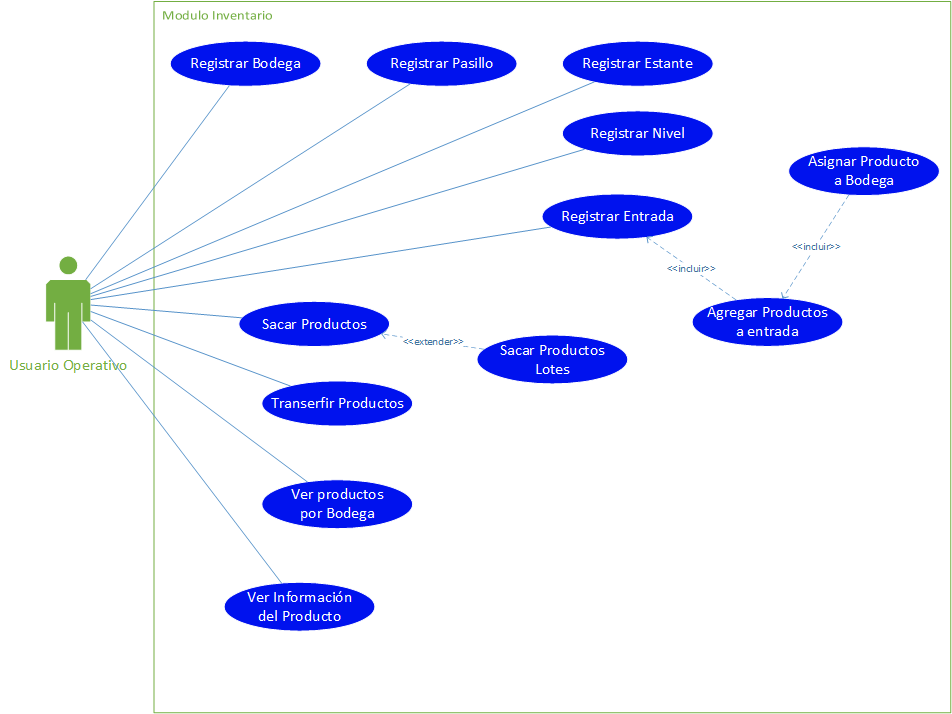 Modulo Inventario
Registrar Bodega
Registrar Pasillo
Registrar Estante
Registrar Nivel
Asignar Producto
a Bodega
Registrar Entrada
<<incluir>>
<<incluir>>
Agregar Productos
a entrada
Sacar Productos
<<extender>>
Sacar Productos
Lotes
Usuario Operativo
Transerfir Productos
Ver productos
por Bodega
Ver Información
del Producto